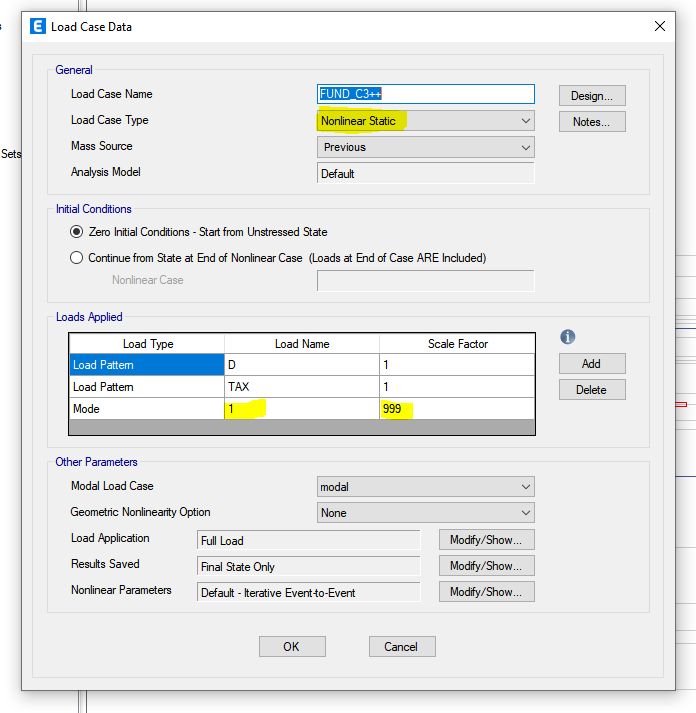 E Load Case Data
General
Load Case Name FUND_C3++ Design...
Load Case Type Nonlinear Static Notes...
Mass Source Previous
Sets
Analysis Model Default
Initial Conditions
Zero Initial Conditions - Start from Unstressed State
Continue from State at End of Nonlinear Case (Loads at End of Case ARE Included)
Nonlinear Case
Loads Applied
Load Type Load Name Scale Factor
Load Pattern D 1 Add
Load Pattern TAX 1 Delete
Mode 1 999
Other Parameters
Modal Load Case modal
Geometric Nonlinearity Option None
Load Application Full Load Modify/Show...
Results Saved Final State Only Modify/Show...
Nonlinear Parameters Default - Iterative Event-to-Event Modify/Show...
OK Cancel